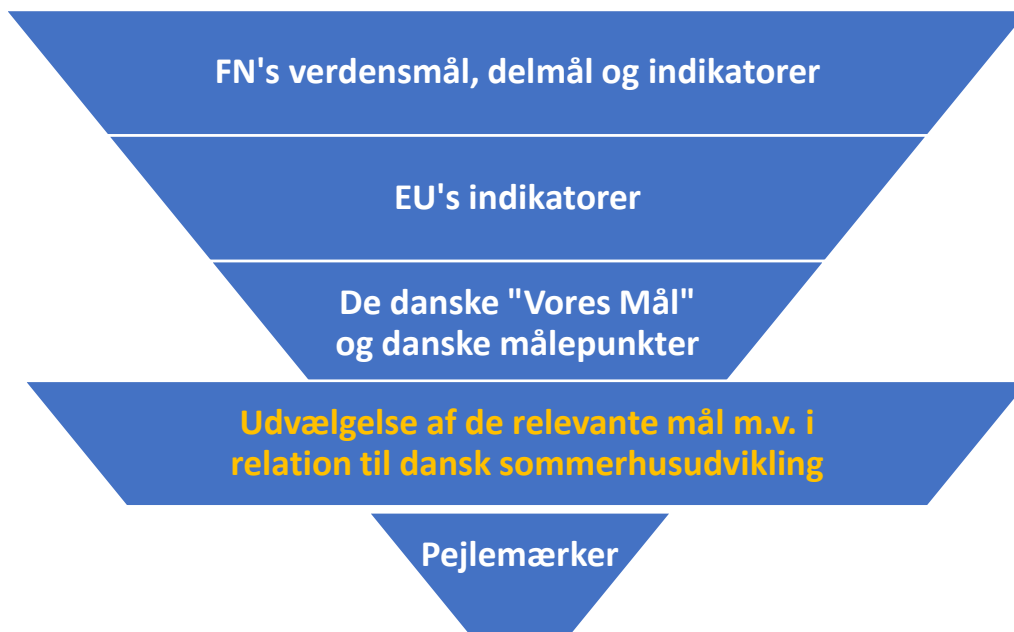 FN's verdensmål, delmål og indikatorer
EU's indikatorer
De danske "Vores Mål"
og danske målepunkter
Udvælgelse af de relevante mål m.v. i
relation til dansk sommerhusudvikling
Pejlemærker